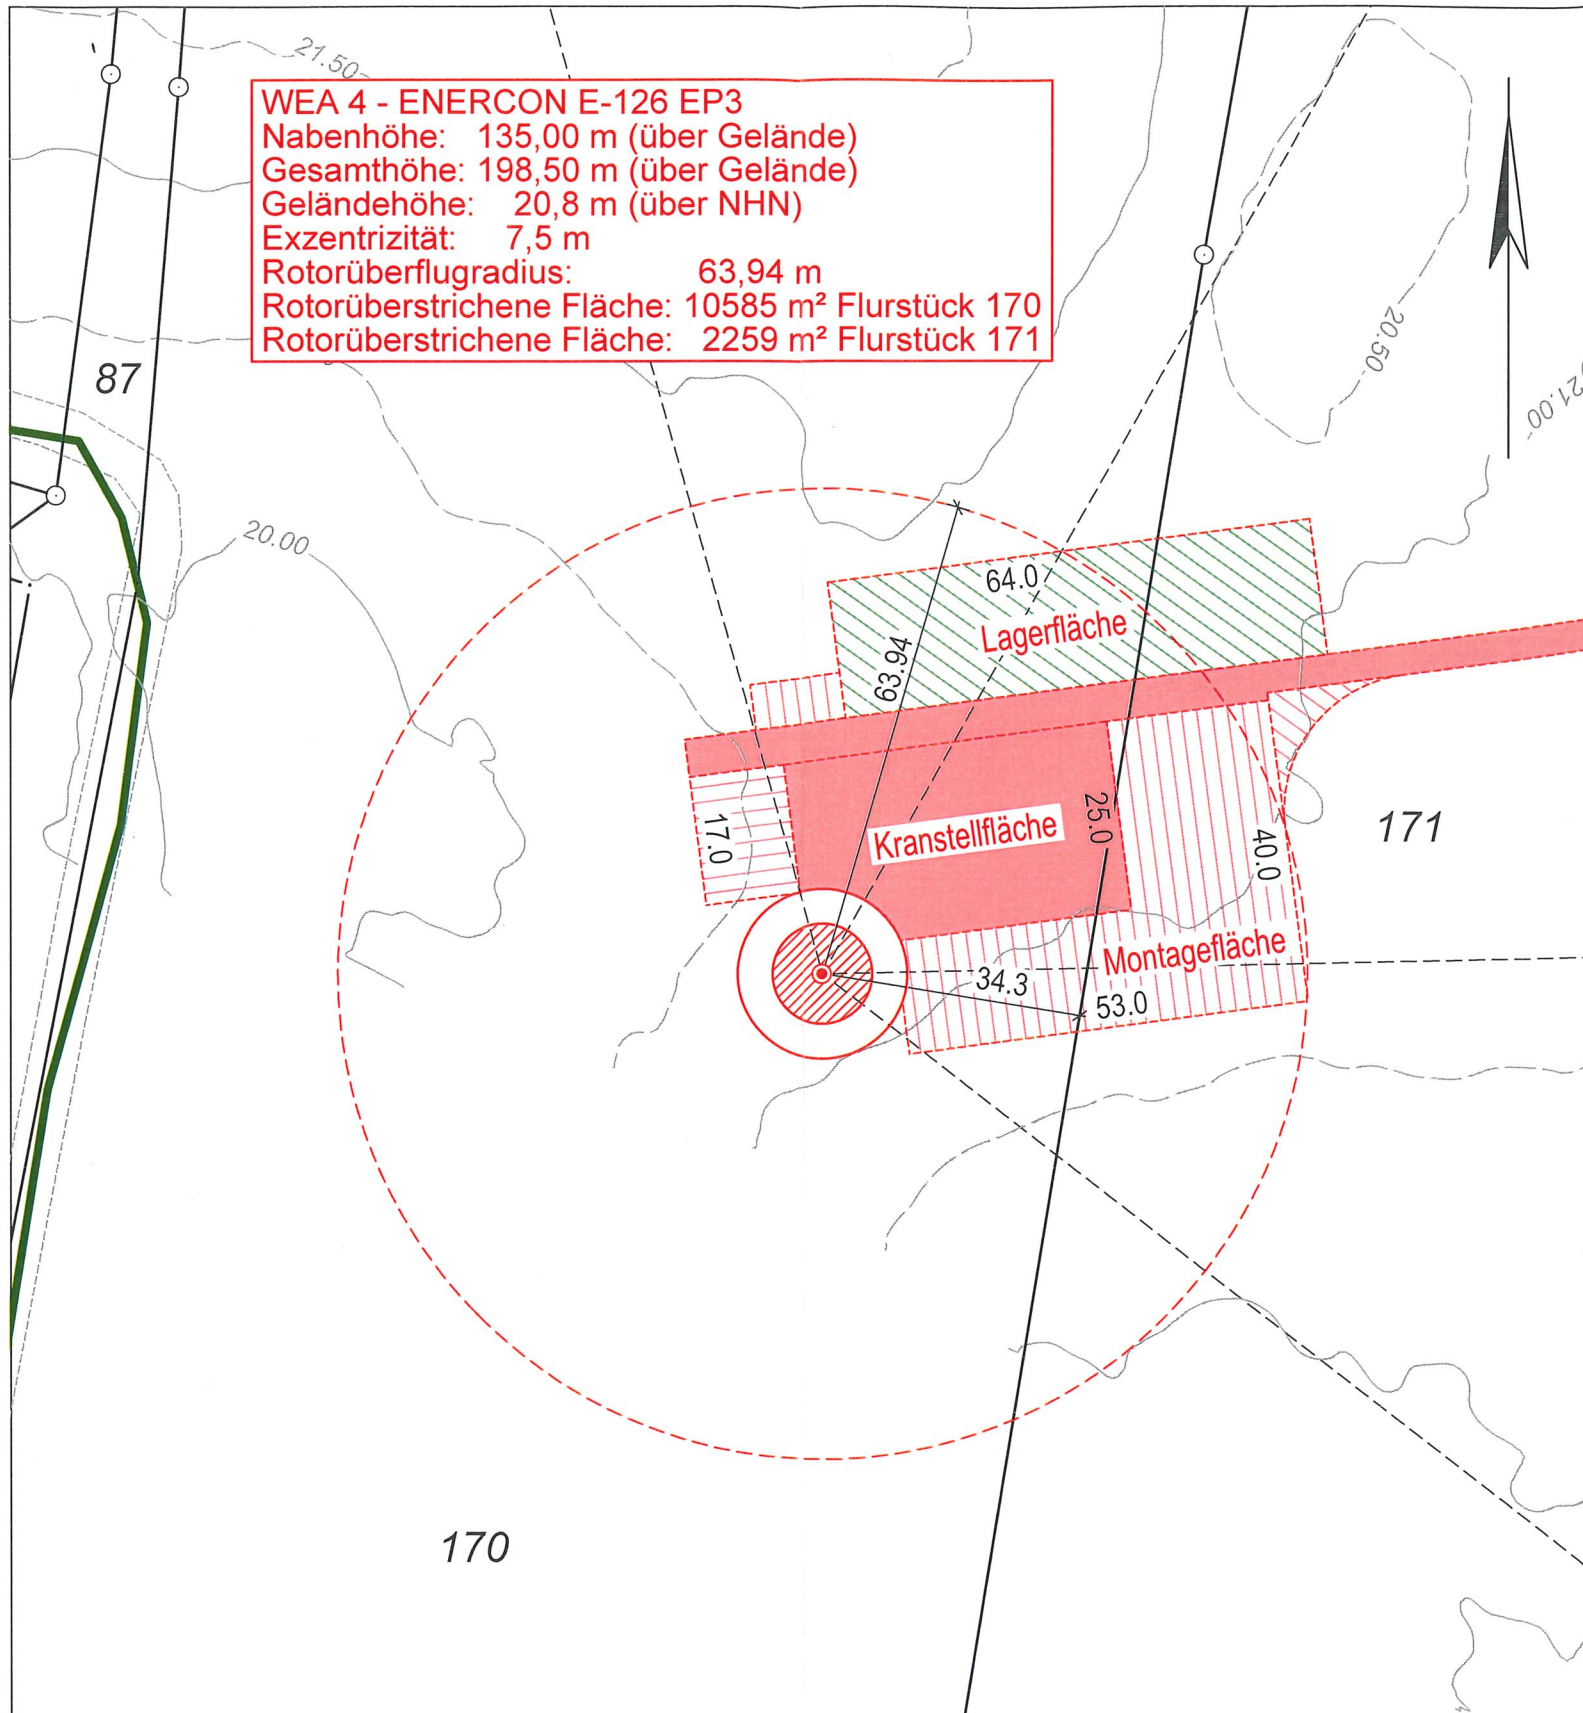 21.50
WEA 4 - ENERCON E-126 EP3
Nabenhöhe: 135,00 m (über Gelände)
Gesamthöhe: 198,50 m (über Gelände)
Geländehöhe: 20,8 m (über NHN)
Exzentrizität: 7,5 m
Rotorüberflugradius: 63,94 m
Rotorüberstrichene Fläche: 10585 m² Flurstück 170
Rotorüberstrichene Fläche: 2259 m² Flurstück 171
20.50
21.00
87
20.00
64.0
Lagerfläche
63.94
17.0
Kranstellfläche
25.0
40.0
171
Montagefläche
34.3
53.0
170